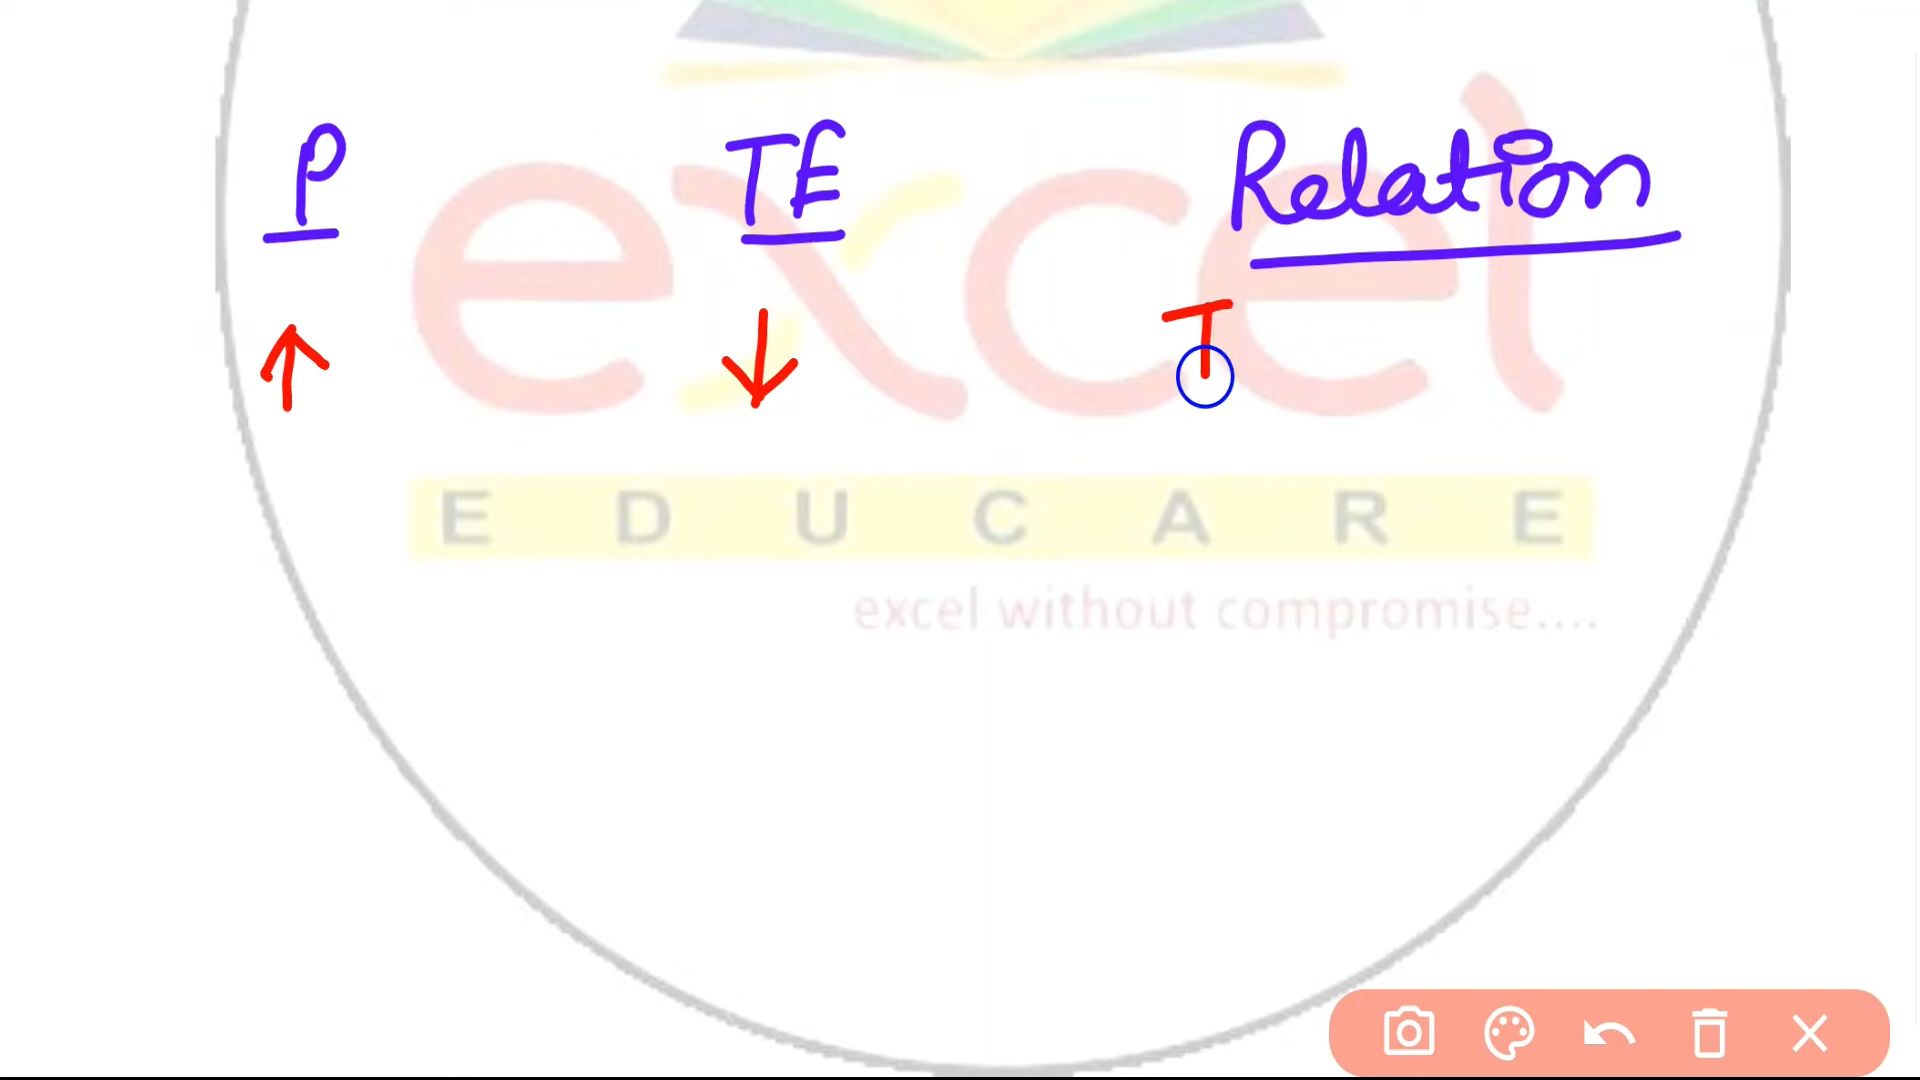 P TE Relation
↑ ↓ T
excel
EDUCARE
excel without compromise....